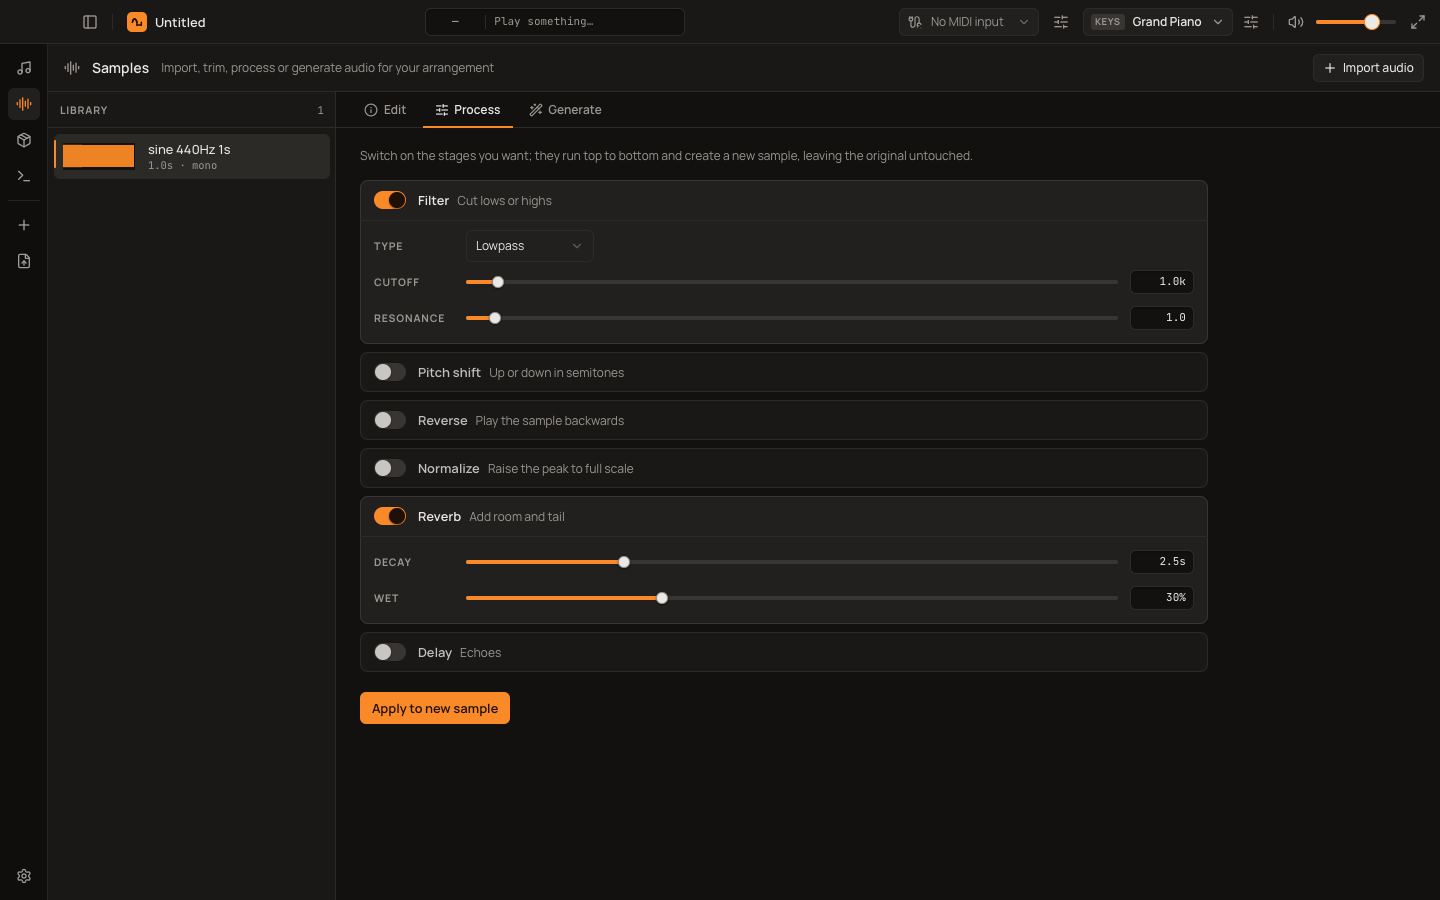 Untitled
– Play something…
No MIDI input
KEYS Grand Piano
Samples Import, trim, process or generate audio for your arrangement
Import audio
LIBRARY 1
Edit Process Generate
sine 440Hz 1s
1.0s · mono
Switch on the stages you want; they run top to bottom and create a new sample, leaving the original untouched.
Filter Cut lows or highs
TYPE Lowpass
CUTOFF 1.0k
RESONANCE 1.0
Pitch shift Up or down in semitones
Reverse Play the sample backwards
Normalize Raise the peak to full scale
Reverb Add room and tail
DECAY 2.5s
WET 30%
Delay Echoes
Apply to new sample